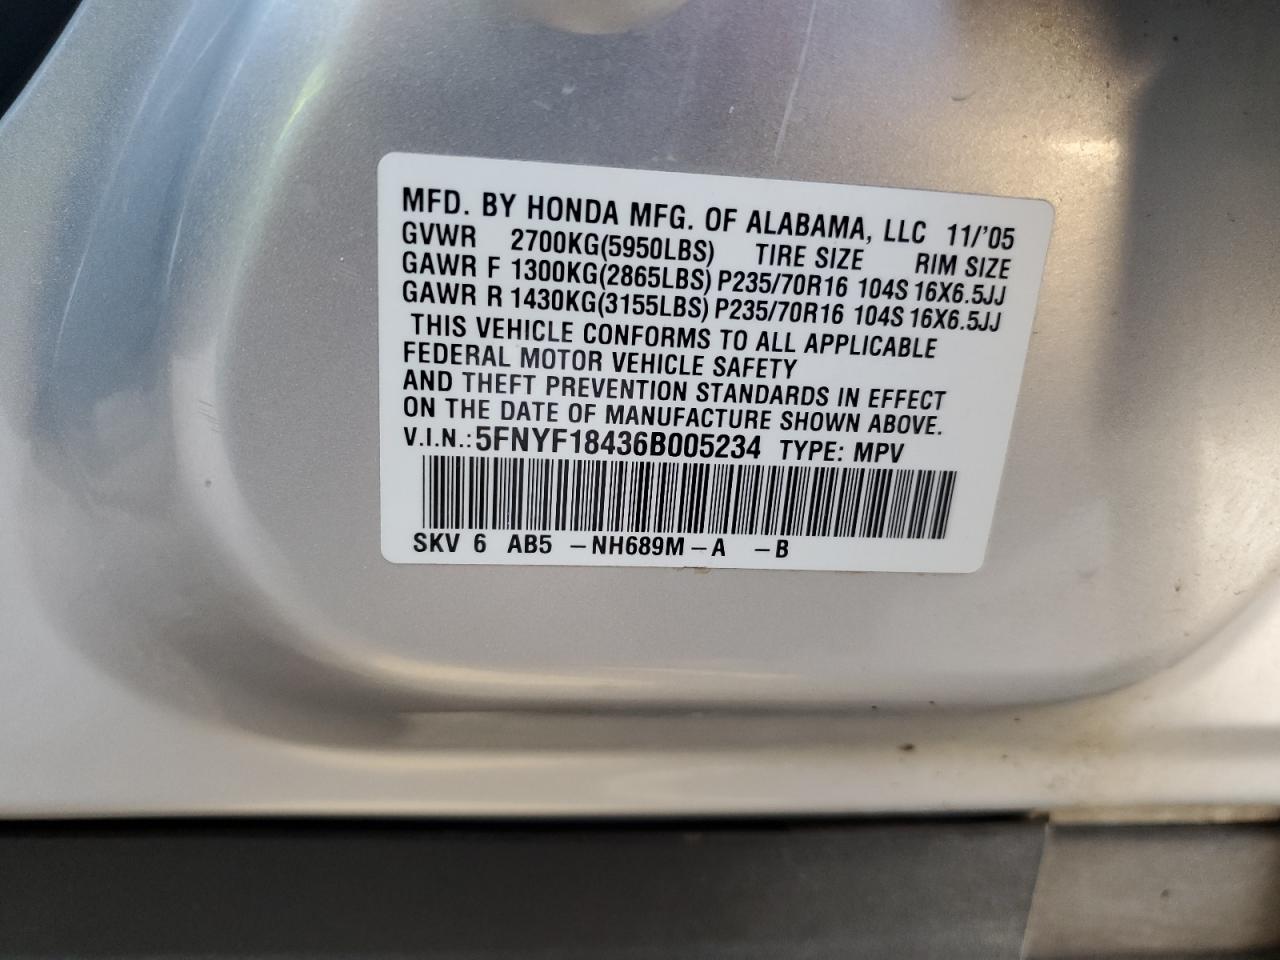 MFD. BY HONDA MFG. OF ALABAMA, LLC 11/'05
GVWR 2700KG(5950LBS) TIRE SIZE RIM SIZE
GAWR F 1300KG(2865LBS) P235/70R16 104S 16X6.5JJ
GAWR R 1430KG(3155LBS) P235/70R16 104S 16X6.5JJ
THIS VEHICLE CONFORMS TO ALL APPLICABLE
FEDERAL MOTOR VEHICLE SAFETY
AND THEFT PREVENTION STANDARDS IN EFFECT
ON THE DATE OF MANUFACTURE SHOWN ABOVE.
V.I.N.: 5FNYF18436B005234 TYPE: MPV
SKV 6 AB5 -NH689M-A -B